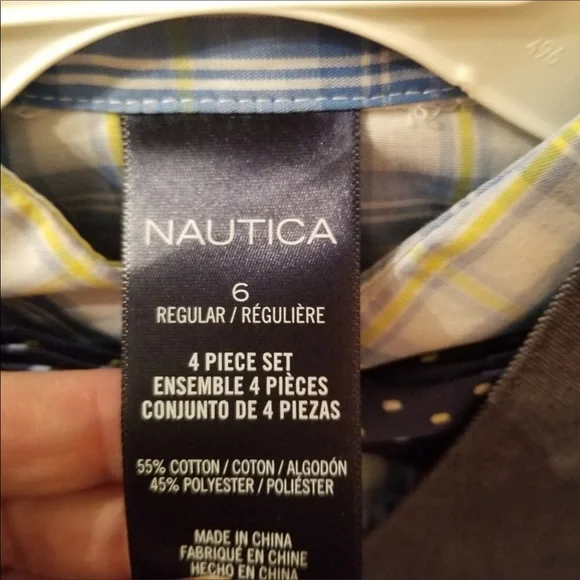 196
NAUTICA
6
REGULAR / RÉGULIÈRE
4 PIECE SET
ENSEMBLE 4 PIÈCES
CONJUNTO DE 4 PIEZAS
55% COTTON / COTON / ALGODÓN
45% POLYESTER / POLIÉSTER
MADE IN CHINA
FABRIQUÉ EN CHINE
HECHO EN CHINA